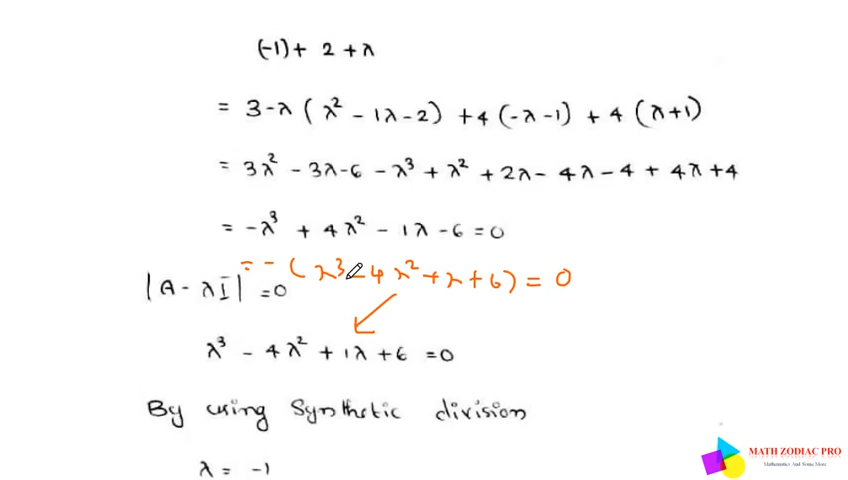 (-1) + 2 + λ
= 3-λ ( λ² - 1λ - 2) + 4 (-λ - 1) + 4 (λ+1)
= 3λ² - 3λ - 6 - λ³ + λ² + 2λ - 4λ - 4 + 4λ + 4
= -λ³ + 4λ² - 1λ - 6 = 0
= - ( λ³ - 4λ² + λ + 6) = 0
|A - λI| = 0
λ³ - 4λ² + 1λ + 6 = 0
By using Synthetic division
λ = -1
MATH ZODIAC PRO
Mathematics And Some More